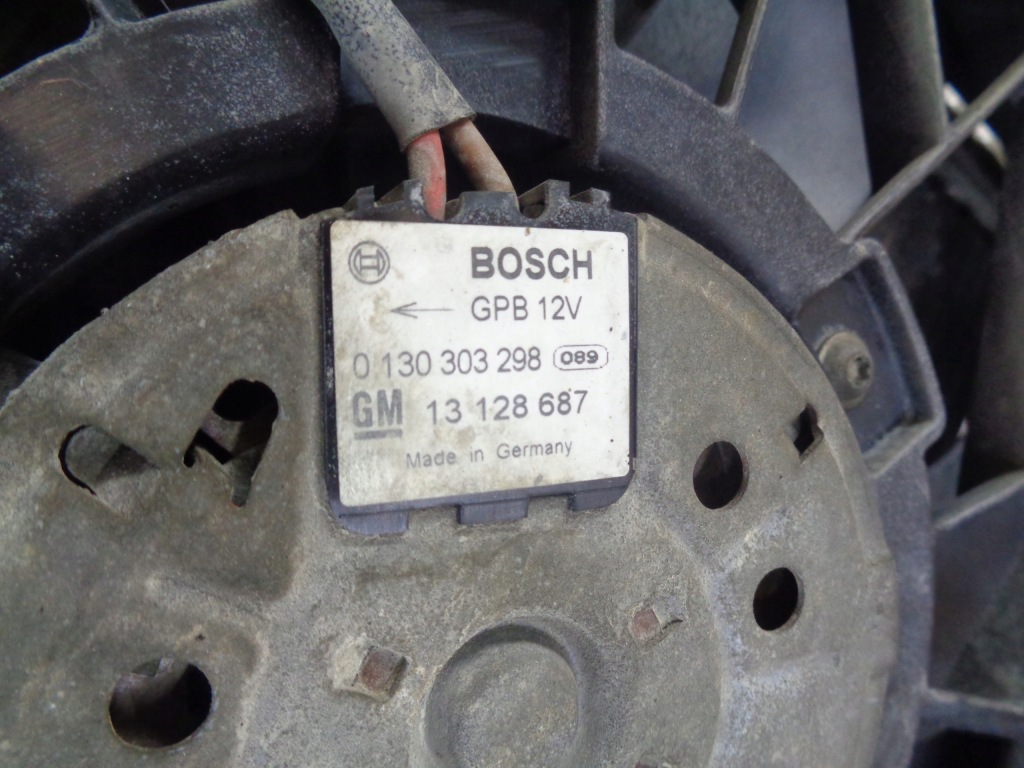 BOSCH
GPB 12V
0 130 303 298 089
GM 13 128 687
Made in Germany